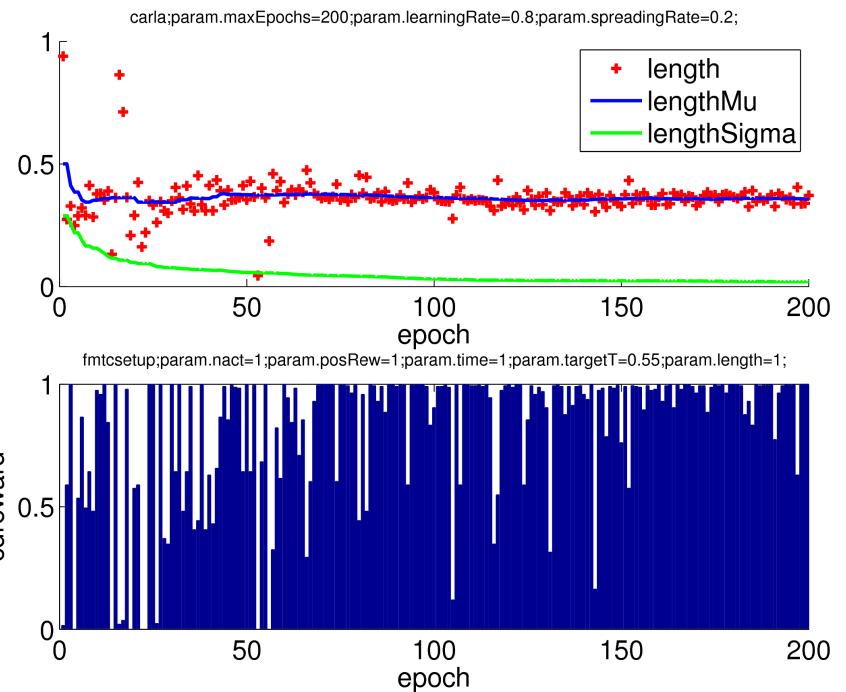 carla;param.maxEpochs=200;param.learningRate=0.8;param.spreadingRate=0.2;
1
0.5
0
length
lengthMu
lengthSigma
0 50 100 150 200
epoch
fmtcsetup;param.nact=1;param.posRew=1;param.time=1;param.targetT=0.55;param.length=1;
1
0.5
0
0 50 100 150 200
epoch